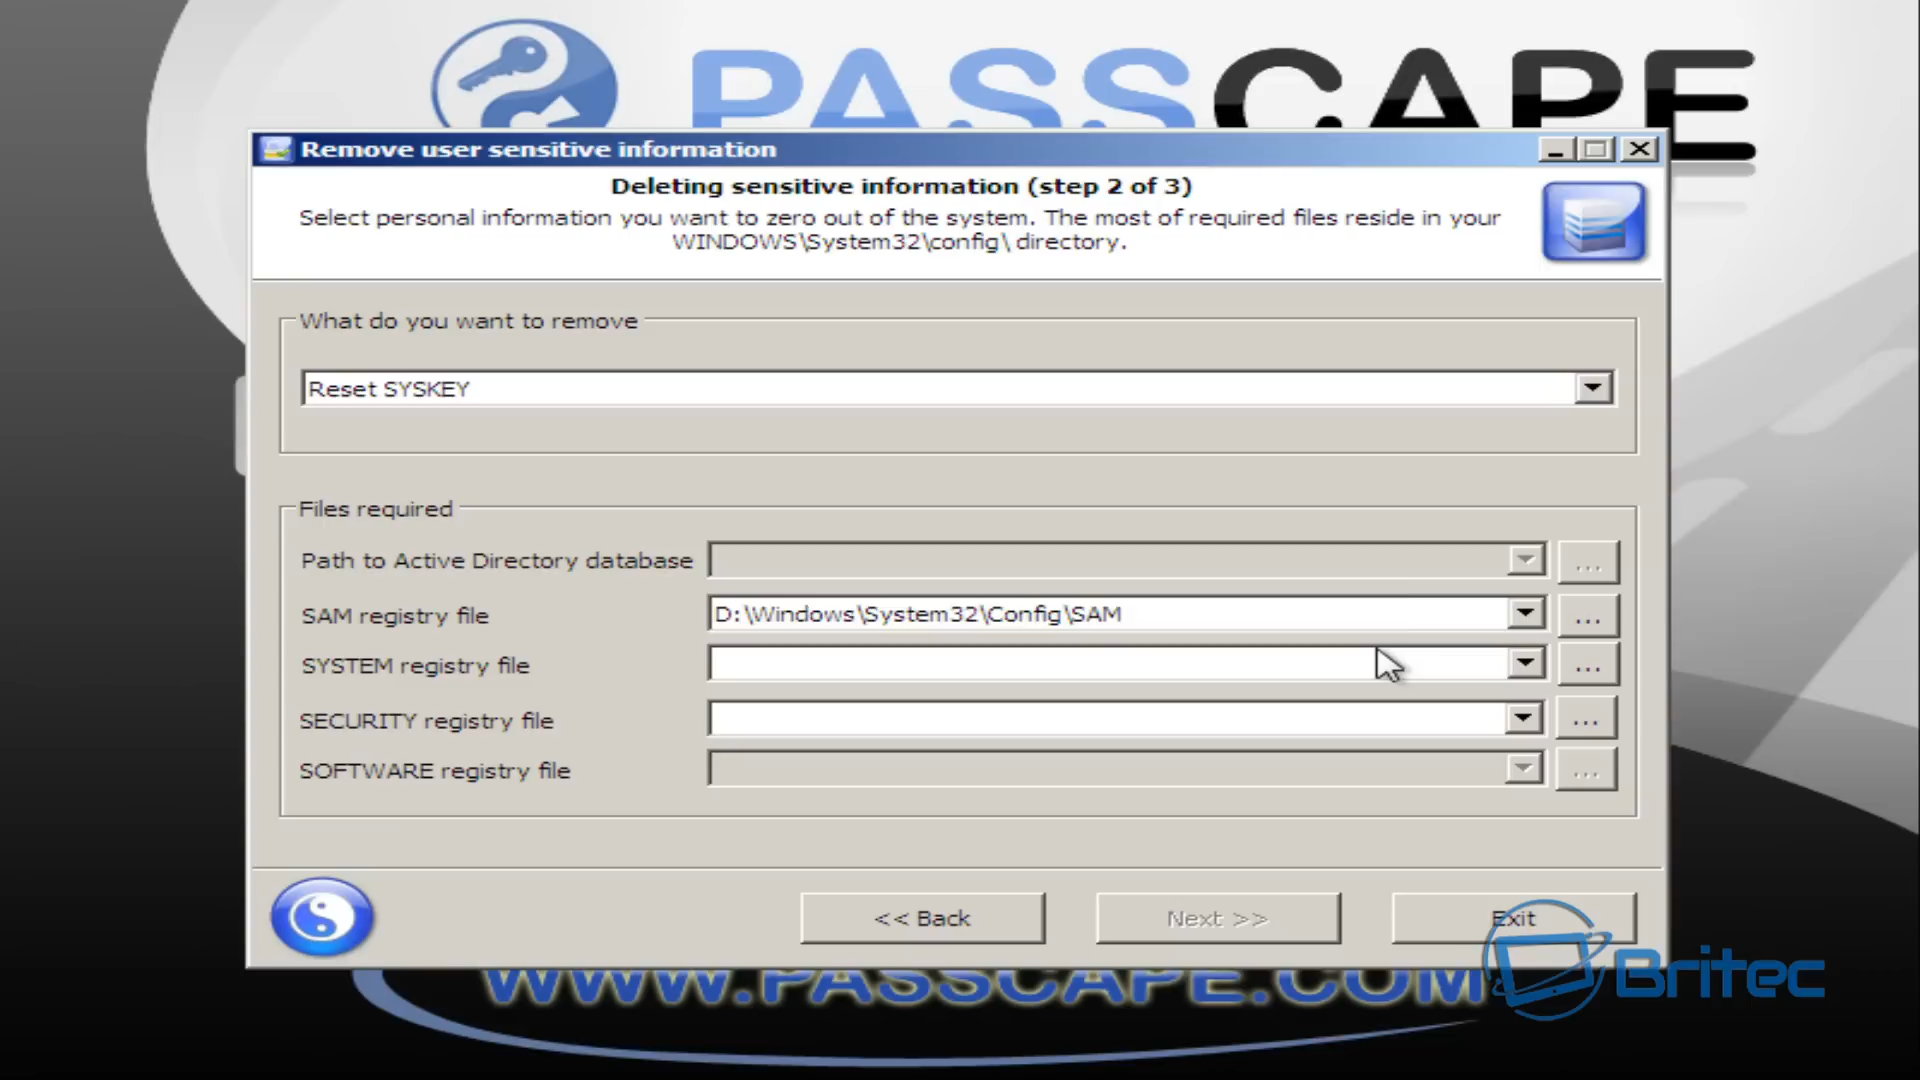 PASSCAPE
Remove user sensitive information
Deleting sensitive information (step 2 of 3)
Select personal information you want to zero out of the system. The most of required files reside in your
WINDOWS\System32\config\ directory.
What do you want to remove
Reset SYSKEY
Files required
Path to Active Directory database
...
SAM registry file
D:\Windows\System32\Config\SAM
...
SYSTEM registry file
...
SECURITY registry file
...
SOFTWARE registry file
...
<< Back
Next >>
Exit
WWW.PASSCAPE.COM
Britec